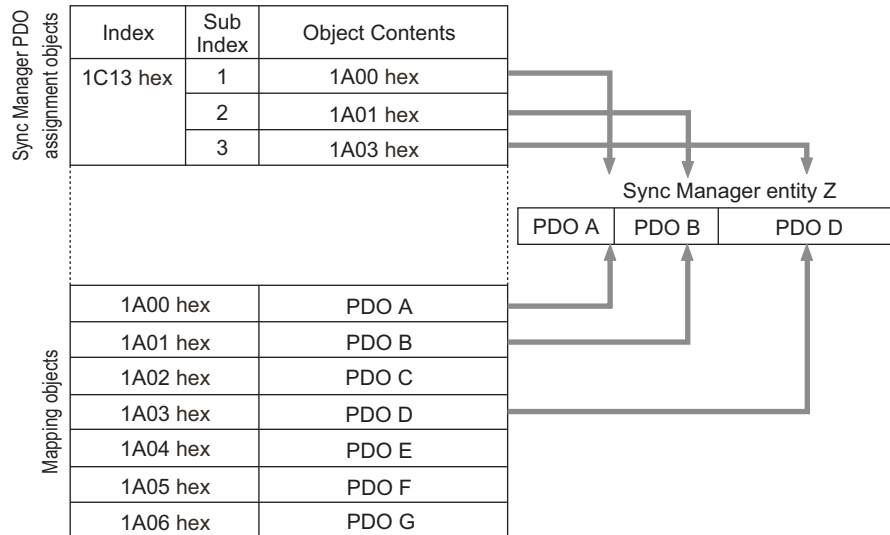 Sync Manager PDO
assignment objects
Index
Sub
Index
Object Contents
1C13 hex
1
1A00 hex
2
1A01 hex
3
1A03 hex
Sync Manager entity Z
PDO A
PDO B
PDO D
Mapping objects
1A00 hex
PDO A
1A01 hex
PDO B
1A02 hex
PDO C
1A03 hex
PDO D
1A04 hex
PDO E
1A05 hex
PDO F
1A06 hex
PDO G